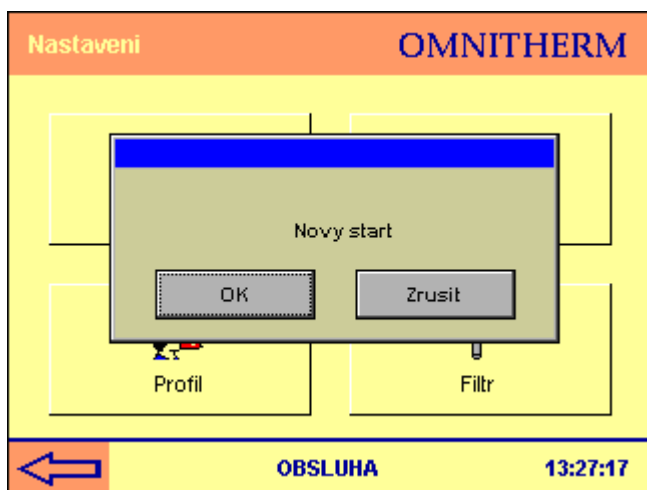 Nastaveni
OMNITHERM
Novy start
OK
Zrusit
Profil
Filtr
OBSLUHA
13:27:17